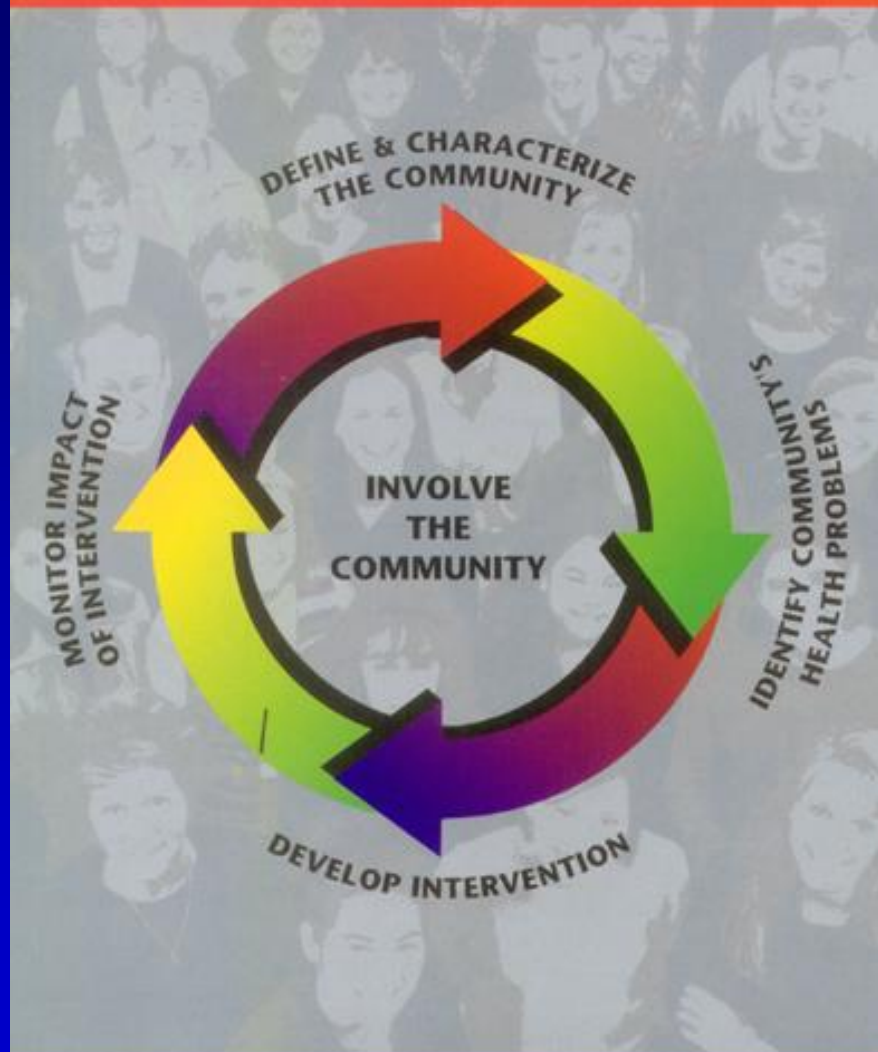 DEFINE & CHARACTERIZE
THE COMMUNITY
IDENTIFY COMMUNITY'S
HEALTH PROBLEMS
DEVELOP INTERVENTION
MONITOR IMPACT
OF INTERVENTION
INVOLVE
THE
COMMUNITY